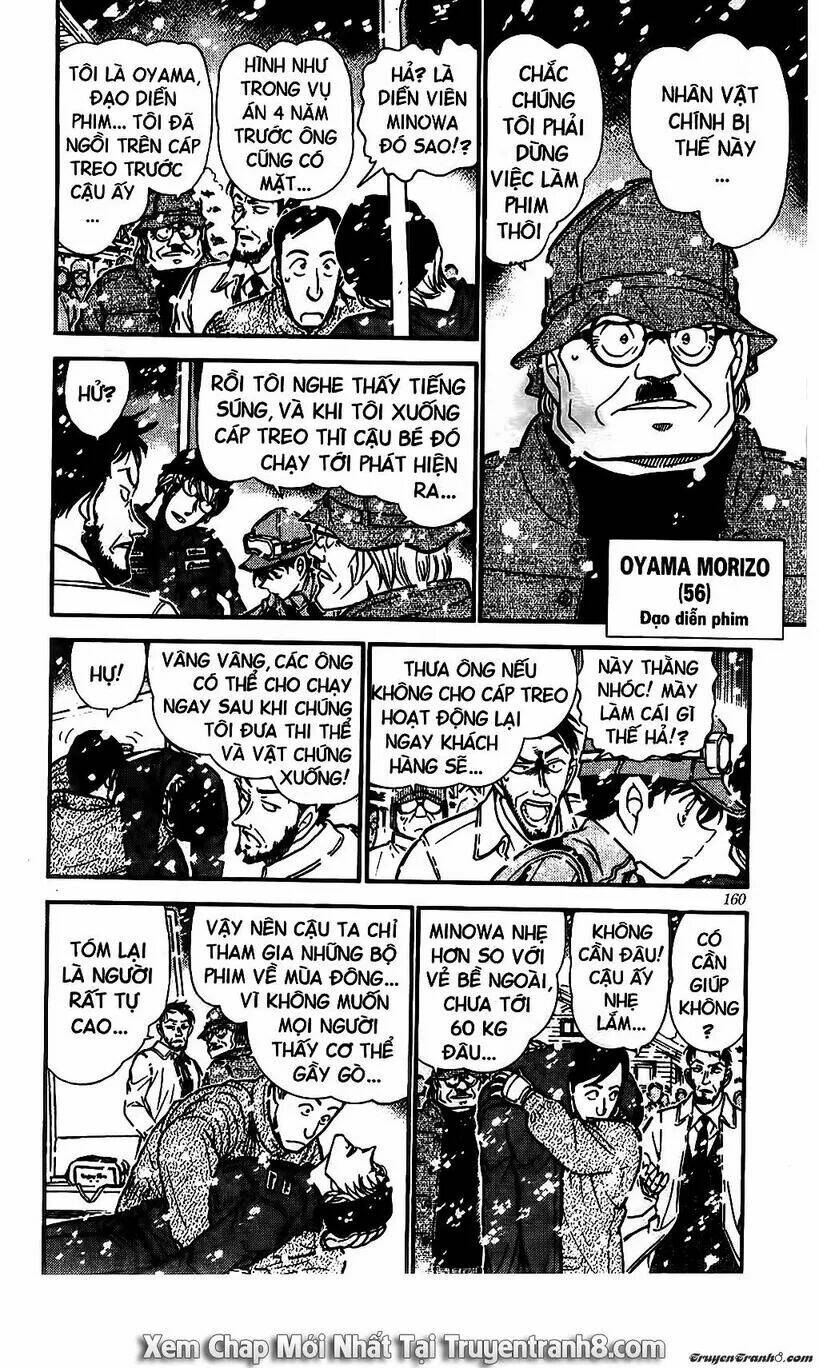 TÔI LÀ OYAMA,
ĐẠO DIỄN
PHIM... TÔI ĐÃ
NGỒI TRÊN CÁP
TREO TRƯỚC
CẬU ẤY
...
HÌNH NHƯ
TRONG VỤ
ÁN 4 NĂM
TRƯỚC ÔNG
CŨNG CÓ
MẶT...
HẢ? LÀ
DIỄN VIÊN
MINOWA
ĐÓ SAO!?
CHẮC
CHÚNG
TÔI PHẢI
DỪNG
VIỆC LÀM
PHIM
THÔI
...
NHÂN VẬT
CHÍNH BỊ
THẾ NÀY
...
OYAMA MORIZO
(56)
Đạo diễn phim
HỬ?
RỒI TÔI NGHE THẤY TIẾNG
SÚNG, VÀ KHI TÔI XUỐNG
CÁP TREO THÌ CẬU BÉ ĐÓ
CHẠY TỚI PHÁT HIỆN
RA...
HỰ!
VÂNG VÂNG, CÁC ÔNG
CÓ THỂ CHO CHẠY
NGAY SAU KHI CHÚNG
TÔI ĐƯA THI THỂ
VÀ VẬT CHỨNG
XUỐNG!
THƯA ÔNG NẾU
KHÔNG CHO CÁP TREO
HOẠT ĐỘNG LẠI
NGAY KHÁCH
HÀNG SẼ...
NÀY THẰNG
NHÓC! MÀY
LÀM CÁI GÌ
THẾ HẢ!?
160
TÓM LẠI
LÀ NGƯỜI
RẤT TỰ
CAO...
VẬY NÊN CẬU TA CHỈ
THAM GIA NHỮNG BỘ
PHIM VỀ MÙA ĐÔNG...
VÌ KHÔNG MUỐN
MỌI NGƯỜI
THẤY CƠ THỂ
GẦY GÒ...
MINOWA NHẸ
HƠN SO VỚI
VẺ BỀ NGOÀI,
CHƯA TỚI
60 KG
ĐÂU...
KHÔNG
CẦN ĐÂU!
CẬU ẤY
NHẸ
LẮM...
CÓ
CẦN
GIÚP
KHÔNG
?
Xem Chap Mới Nhất Tại Truyentranh8.com
TruyenTranh8.com